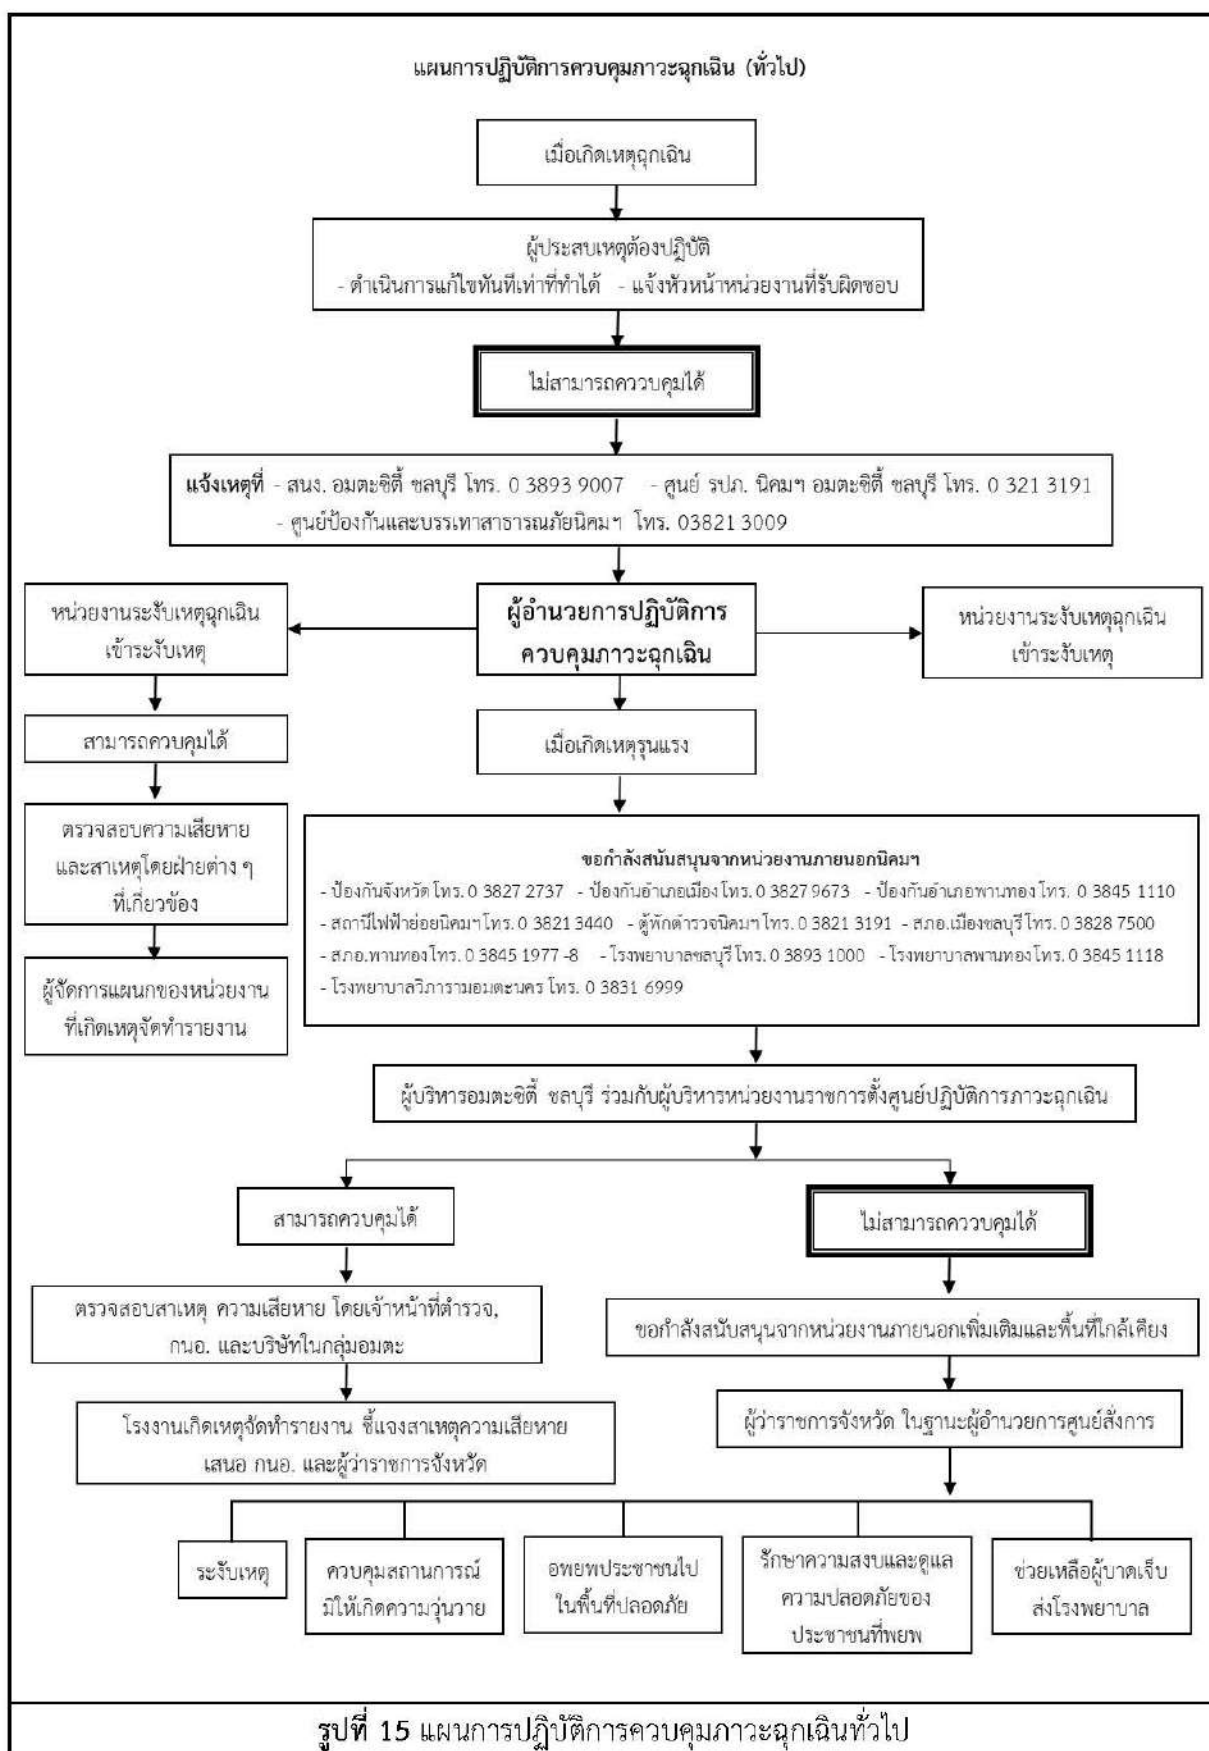 แผนการปฏิบัติการควบคุมภาวะฉุกเฉิน (ทั่วไป)
เมื่อเกิดเหตุฉุกเฉิน
ผู้ประสบเหตุต้องปฏิบัติ
- ดำเนินการแก้ไขทันทีเท่าที่ทำได้ - แจ้งหัวหน้าหน่วยงานที่รับผิดชอบ
ไม่สามารถคววบคุมได้
แจ้งเหตุที่ - สนง. อมตะซิตี้ ชลบุรี โทร. 0 3893 9007 - ศูนย์ รปภ. นิคมฯ อมตะซิตี้ ชลบุรี โทร. 0 321 3191
- ศูนย์ป้องกันและบรรเทาสาธารณภัยนิคมฯ โทร. 03821 3009
หน่วยงานระงับเหตุฉุกเฉิน
เข้าระงับเหตุ
ผู้อำนวยการปฏิบัติการ
ควบคุมภาวะฉุกเฉิน
หน่วยงานระงับเหตุฉุกเฉิน
เข้าระงับเหตุ
สามารถควบคุมได้
เมื่อเกิดเหตุรุนแรง
ตรวจสอบความเสียหาย
และสาเหตุโดยฝ่ายต่าง ๆ
ที่เกี่ยวข้อง
ผู้จัดการแผนกของหน่วยงาน
ที่เกิดเหตุจัดทำรายงาน
ขอกำลังสนันสนุนจากหน่วยงานภายนอกนิคมฯ
- ป้องกันจังหวัด โทร. 0 3827 2737 - ป้องกันอำเภอเมือง โทร. 0 3827 9673 - ป้องกันอำเภอพานทอง โทร. 0 3845 1110
- สถานีไฟฟ้าย่อยนิคมฯ โทร. 0 3821 3440 - ตู้พักตำรวจนิคมฯ โทร. 0 3821 3191 - สภอ.เมืองชลบุรี โทร. 0 3828 7500
- สภอ.พานทอง โทร. 0 3845 1977 -8 - โรงพยาบาลชลบุรี โทร. 0 3893 1000 - โรงพยาบาลพานทอง โทร. 0 3845 1118
- โรงพยาบาลวิภารามอมตะนคร โทร. 0 3831 6999
ผู้บริหารอมตะซิตี้ ชลบุรี ร่วมกับผู้บริหารหน่วยงานราชการตั้งศูนย์ปฏิบัติการภาวะฉุกเฉิน
สามารถควบคุมได้
ไม่สามารถคววบคุมได้
ตรวจสอบสาเหตุ ความเสียหาย โดยเจ้าหน้าที่ตำรวจ,
กนอ. และบริษัทในกลุ่มอมตะ
ขอกำลังสนับสนุนจากหน่วยงานภายนอกเพิ่มเติมและพื้นที่ใกล้เคียง
โรงงานเกิดเหตุจัดทำรายงาน ชี้แจงสาเหตุความเสียหาย
เสนอ กนอ. และผู้ว่าราชการจังหวัด
ผู้ว่าราชการจังหวัด ในฐานะผู้อำนวยการศูนย์สั่งการ
ระงับเหตุ
ควบคุมสถานการณ์
มิให้เกิดความวุ่นวาย
อพยพประชาชนไป
ในพื้นที่ปลอดภัย
รักษาความสงบและดูแล
ความปลอดภัยของ
ประชาชนที่พยพ
ช่วยเหลือผู้บาดเจ็บ
ส่งโรงพยาบาล
รูปที่ 15 แผนการปฏิบัติการควบคุมภาวะฉุกเฉินทั่วไป